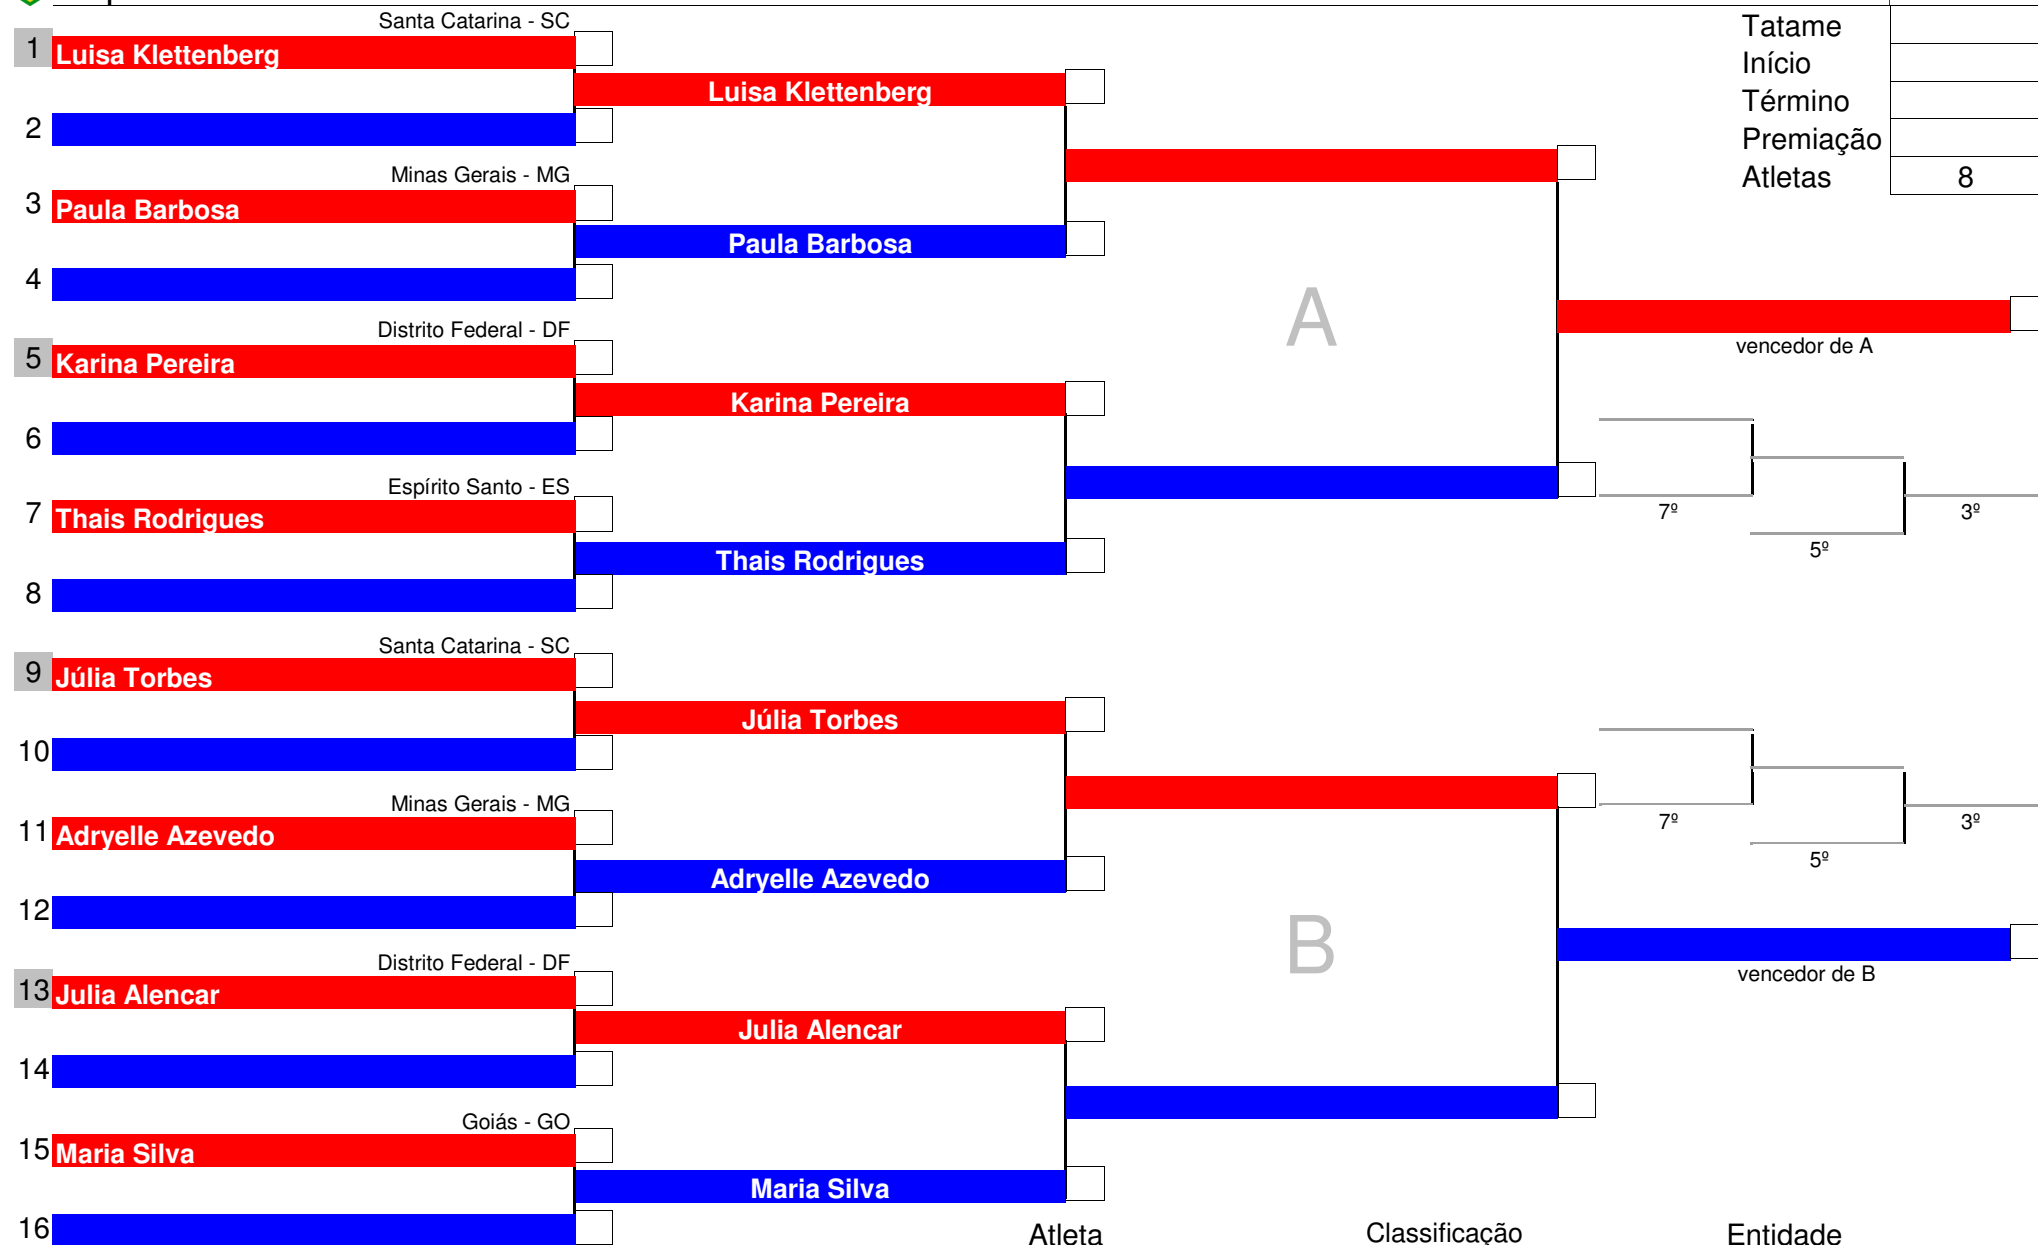 Santa Catarina - SC
1 Luisa Klettenberg
Luisa Klettenberg
2
Minas Gerais - MG
3 Paula Barbosa
Paula Barbosa
4
Distrito Federal - DF
5 Karina Pereira
Karina Pereira
6
Espírito Santo - ES
7 Thais Rodrigues
Thais Rodrigues
8
Santa Catarina - SC
9 Júlia Torbes
Júlia Torbes
10
Minas Gerais - MG
11 Adryelle Azevedo
Adryelle Azevedo
12
Distrito Federal - DF
13 Julia Alencar
Julia Alencar
14
Goiás - GO
15 Maria Silva
Maria Silva
16
A
B
Tatame
Início
Término
Premiação
Atletas 8
vencedor de A
7º
3º
5º
7º
3º
5º
vencedor de B
Atleta Classificação Entidade